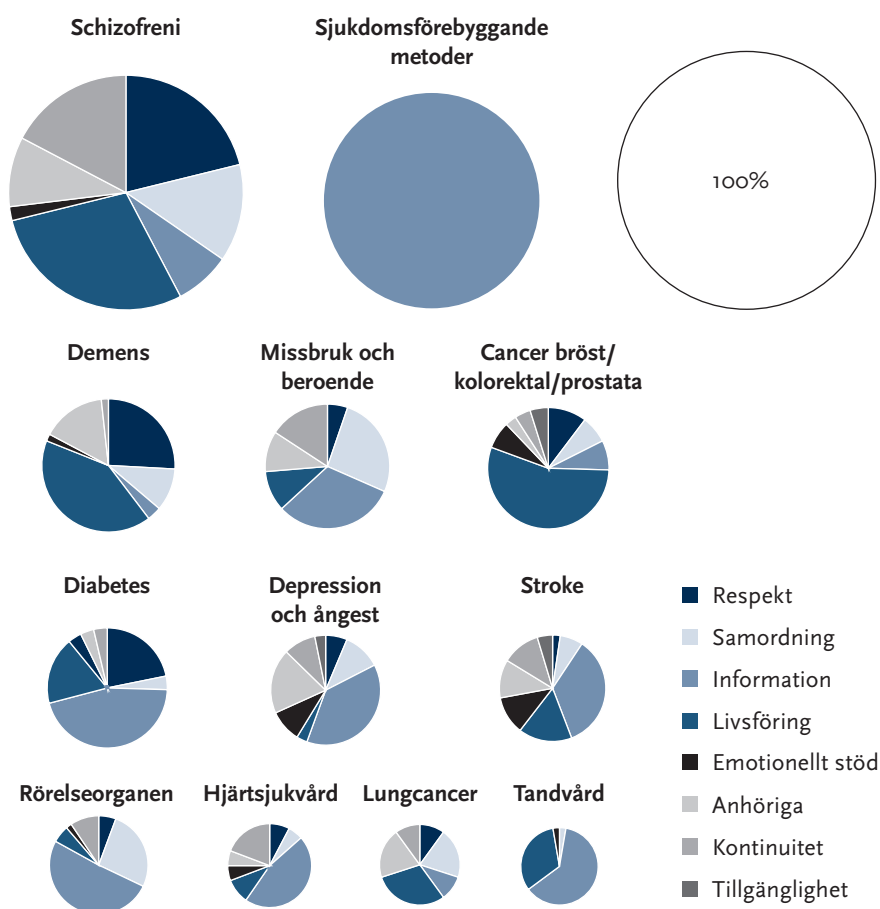 Schizofreni
Sjukdomsförebyggande
metoder
100%
Demens
Missbruk och
beroende
Cancer bröst/
kolorektal/prostata
Diabetes
Depression
och ångest
Stroke
Respekt
Samordning
Information
Livsföring
Emotionellt stöd
Anhöriga
Kontinuitet
Tillgänglighet
Rörelseorganen
Hjärtsjukvård
Lungcancer
Tandvård